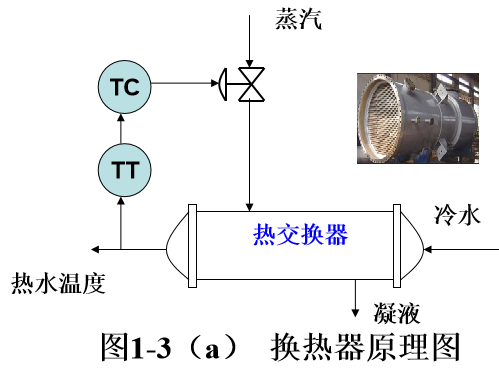 蒸汽
TC
TT
热交换器
冷水
热水温度
凝液
图1-3（a） 换热器原理图